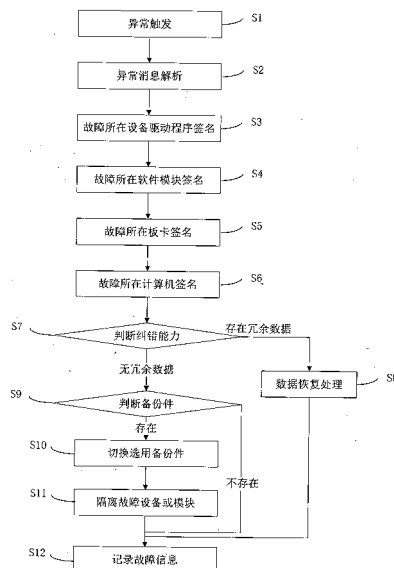 异常触发
S1
异常消息解析
S2
故障所在设备驱动程序签名
S3
故障所在软件模块签名
S4
故障所在板卡签名
S5
故障所在计算机签名
S6
S7
判断纠错能力
存在冗余数据
无冗余数据
数据恢复处理
S9
判断备份件
存在
S10
切换选用备份件
不存在
S11
隔离故障设备或模块
S12
记录故障信息